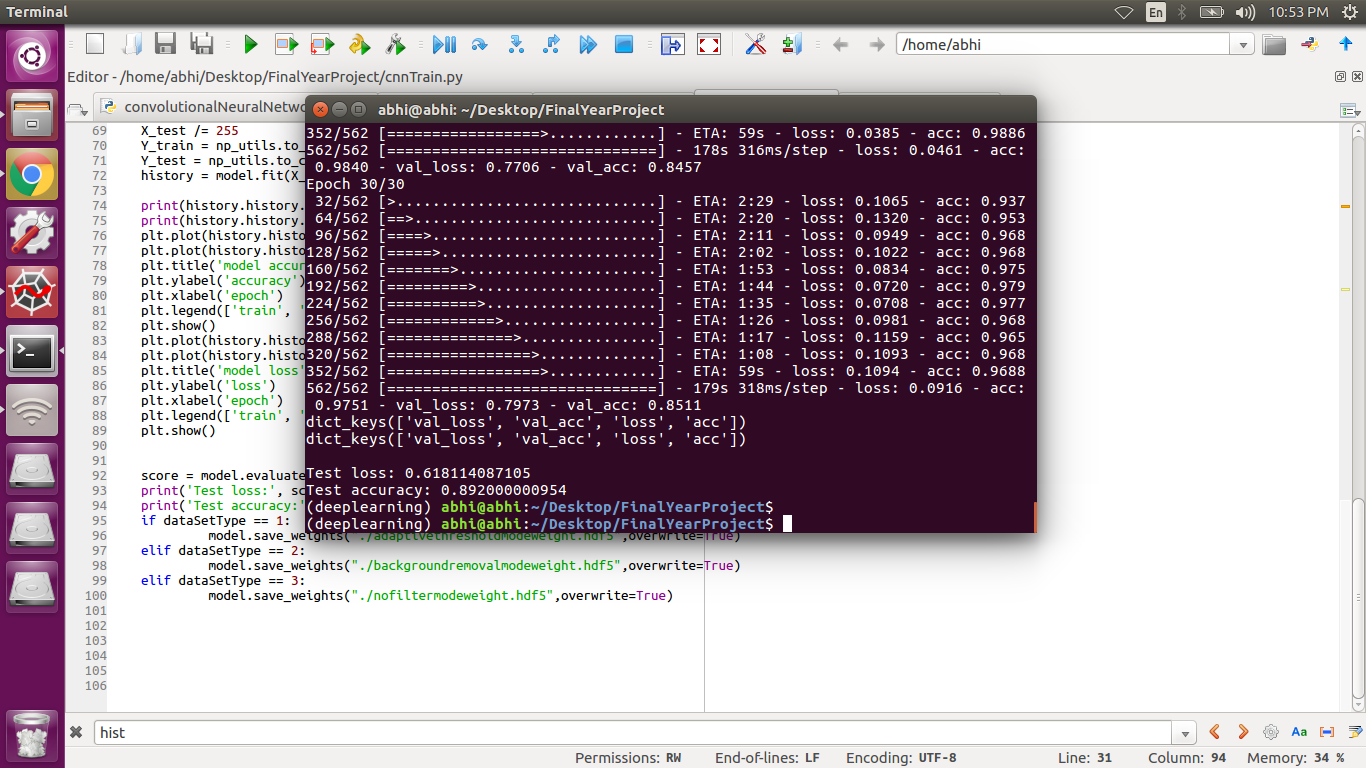 Terminal
En
10:53 PM
/home/abhi
Editor - /home/abhi/Desktop/FinalYearProject/cnnTrain.py
convolutionalNeuralNetwo
abhi@abhi: ~/Desktop/FinalYearProject
352/562 [=================>............] - ETA: 59s - loss: 0.0385 - acc: 0.9886
562/562 [==============================] - 178s 316ms/step - loss: 0.0461 - acc:
0.9840 - val_loss: 0.7706 - val_acc: 0.8457
Epoch 30/30
32/562 [>.............................] - ETA: 2:29 - loss: 0.1065 - acc: 0.937
64/562 [==>...........................] - ETA: 2:20 - loss: 0.1320 - acc: 0.953
96/562 [====>.........................] - ETA: 2:11 - loss: 0.0949 - acc: 0.968
128/562 [=====>........................] - ETA: 2:02 - loss: 0.1022 - acc: 0.968
160/562 [=======>......................] - ETA: 1:53 - loss: 0.0834 - acc: 0.975
192/562 [=========>....................] - ETA: 1:44 - loss: 0.0720 - acc: 0.979
224/562 [==========>...................] - ETA: 1:35 - loss: 0.0708 - acc: 0.977
256/562 [============>.................] - ETA: 1:26 - loss: 0.0981 - acc: 0.968
288/562 [==============>...............] - ETA: 1:17 - loss: 0.1159 - acc: 0.965
320/562 [================>.............] - ETA: 1:08 - loss: 0.1093 - acc: 0.968
352/562 [=================>............] - ETA: 59s - loss: 0.1094 - acc: 0.9688
562/562 [==============================] - 179s 318ms/step - loss: 0.0916 - acc:
0.9751 - val_loss: 0.7973 - val_acc: 0.8511
dict_keys(['val_loss', 'val_acc', 'loss', 'acc'])
dict_keys(['val_loss', 'val_acc', 'loss', 'acc'])
Test loss: 0.618114087105
Test accuracy: 0.892000000954
(deeplearning) abhi@abhi:~/Desktop/FinalYearProject$
(deeplearning) abhi@abhi:~/Desktop/FinalYearProject$
69 X_test /= 255
70 Y_train = np_utils.to_
71 Y_test = np_utils.to_c
72 history = model.fit(X_
73
74 print(history.history.
75 print(history.history.
76 plt.plot(history.histo
77 plt.plot(history.histo
78 plt.title('model accur
79 plt.ylabel('accuracy')
80 plt.xlabel('epoch')
81 plt.legend(['train', '
82 plt.show()
83 plt.plot(history.histo
84 plt.plot(history.histo
85 plt.title('model loss'
86 plt.ylabel('loss')
87 plt.xlabel('epoch')
88 plt.legend(['train', '
89 plt.show()
90
91
92 score = model.evaluate
93 print('Test loss:', sc
94 print('Test accuracy:'
95 if dataSetType == 1:
96 model.save_weights("./adaptivethresholdmodeweight.hdf5",overwrite=True)
97 elif dataSetType == 2:
98 model.save_weights("./backgroundremovalmodeweight.hdf5",overwrite=True)
99 elif dataSetType == 3:
100 model.save_weights("./nofiltermodeweight.hdf5",overwrite=True)
101
102
103
104
105
106
hist
Aa
Permissions: RW End-of-lines: LF Encoding: UTF-8 Line: 31 Column: 94 Memory: 34 %